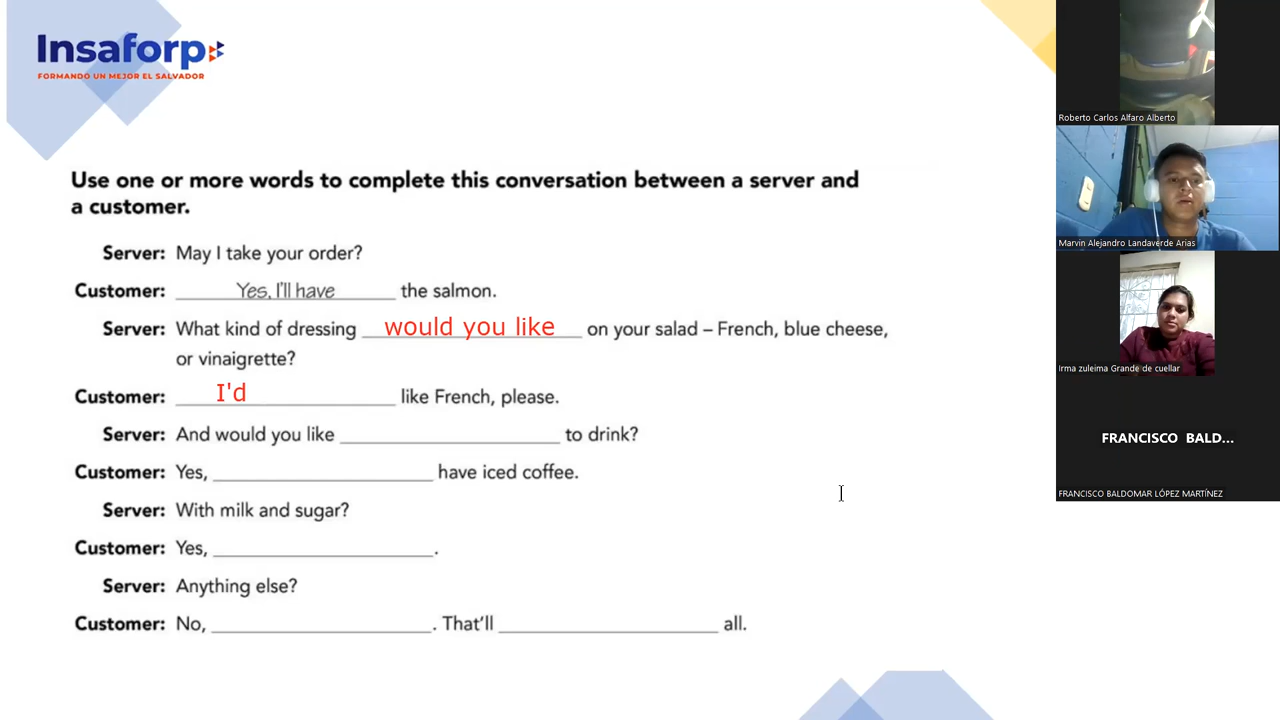 Insaforp
FORMANDO UN MEJOR EL SALVADOR
Use one or more words to complete this conversation between a server and
a customer.
Server: May I take your order?
Customer: Yes, I'll have the salmon.
Server: What kind of dressing would you like on your salad – French, blue cheese,
or vinaigrette?
Customer: I'd like French, please.
Server: And would you like ____ to drink?
Customer: Yes, ____ have iced coffee.
Server: With milk and sugar?
Customer: Yes, ____.
Server: Anything else?
Customer: No, ____. That'll ____ all.
Roberto Carlos Alfaro Alberto
Marvin Alejandro Landaverde Arias
Irma zuleima Grande de cuellar
FRANCISCO BALD...
FRANCISCO BALDOMAR LÓPEZ MARTÍNEZ